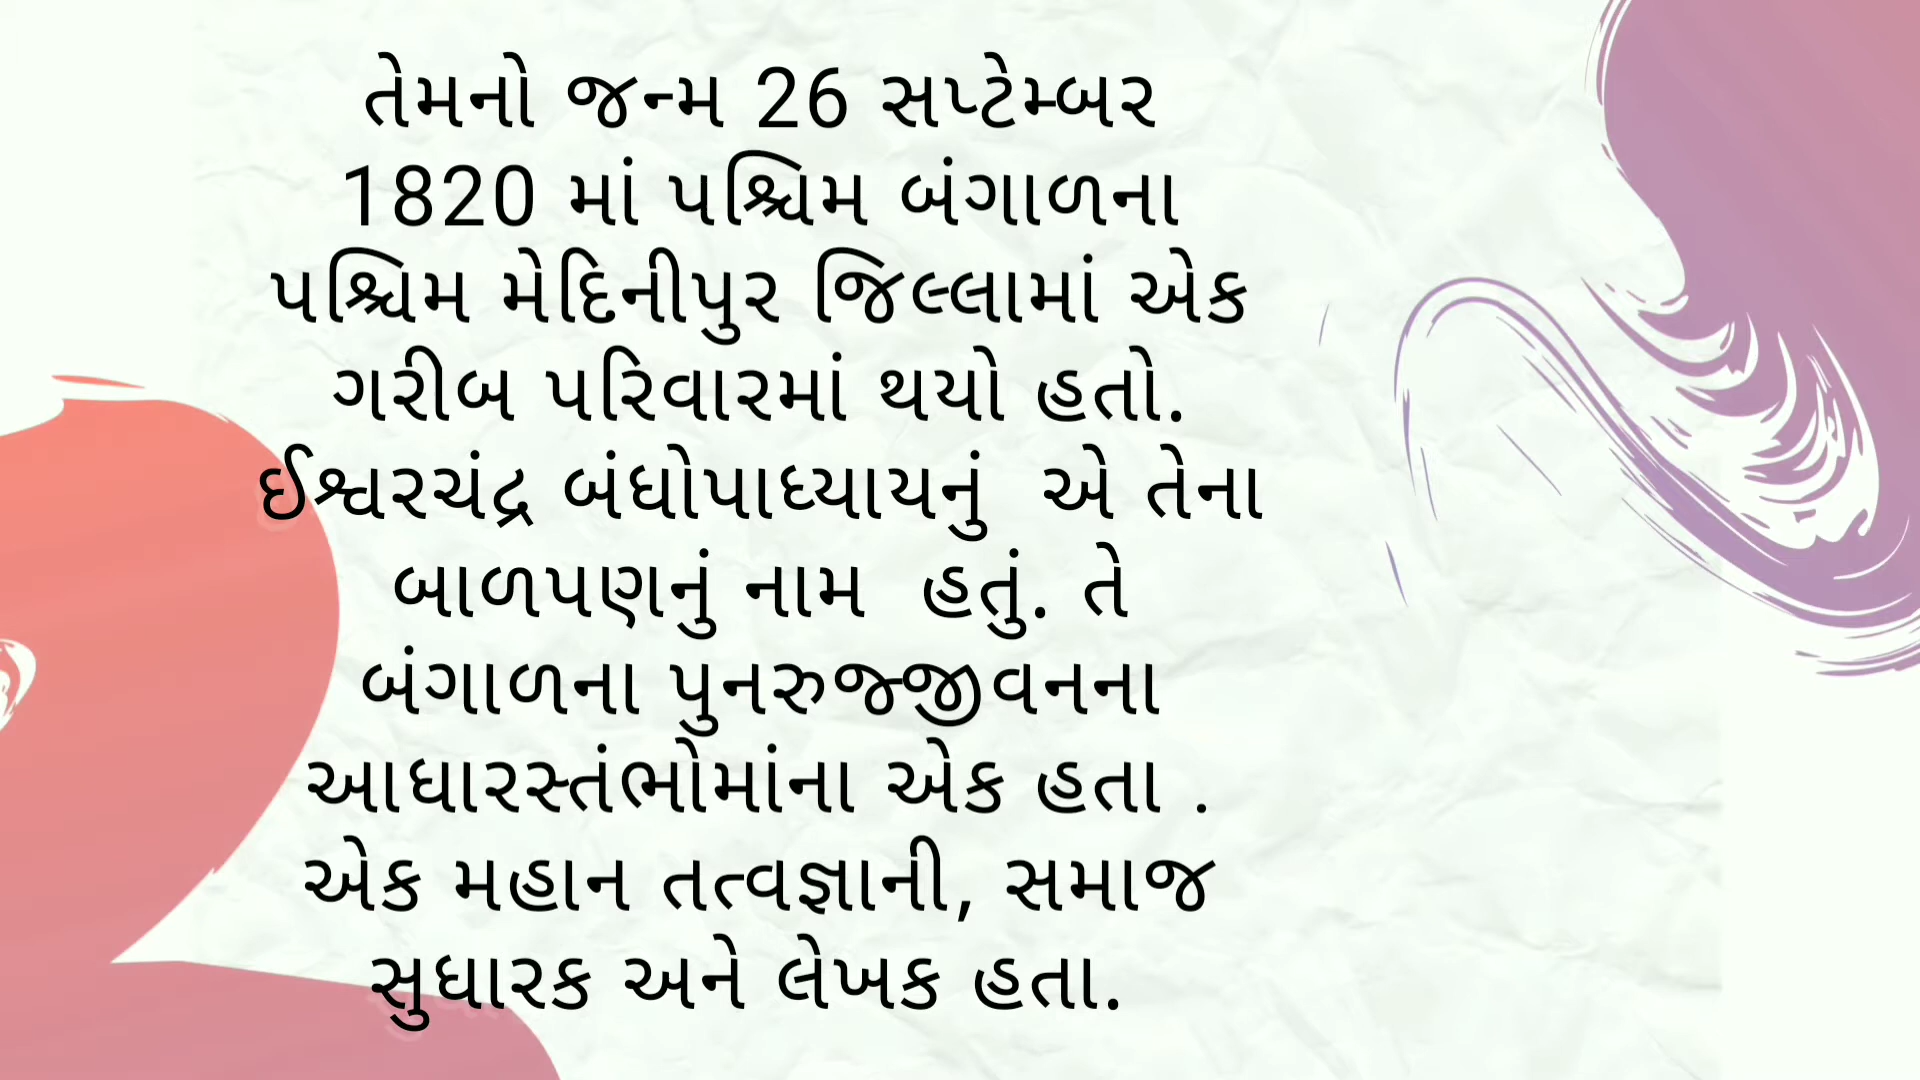 તેમનો જન્મ 26 સપ્ટેમ્બર
1820 માં પશ્ચિમ બંગાળના
પશ્ચિમ મેદિનીપુર જિલ્લામાં એક
ગરીબ પરિવારમાં થયો હતો.
ઈશ્વરચંદ્ર બંધોપાધ્યાયનું  એ તેના
બાળપણનું નામ  હતું. તે
બંગાળના પુનરુજ્જીવનના
આધારસ્તંભોમાંના એક હતા .
એક મહાન તત્વજ્ઞાની, સમાજ
સુધારક અને લેખક હતા.